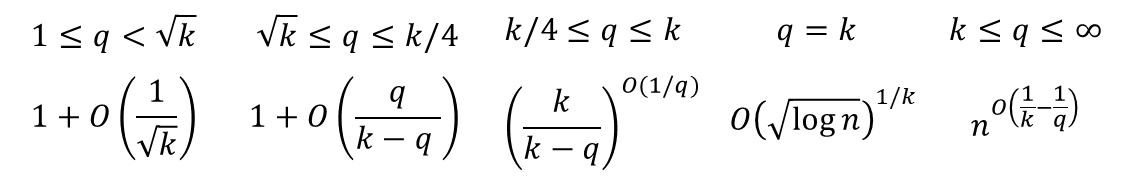 1 ≤ q < √k    √k ≤ q ≤ k/4    k/4 ≤ q ≤ k    q = k    k ≤ q ≤ ∞
1 + O(1/√k)    1 + O(q/(k − q))    (k/(k − q))^{O(1/q)}    O(√(log n))^{1/k}    n^{O(1/k − 1/q)}